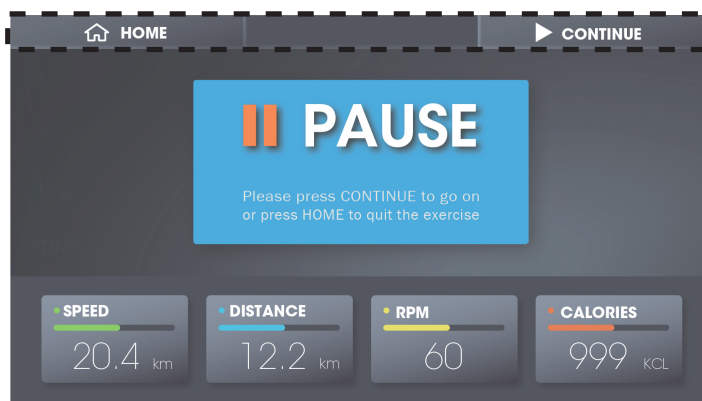 HOME
CONTINUE
PAUSE
Please press CONTINUE to go on
or press HOME to quit the exercise
SPEED
20.4 km
DISTANCE
12.2 km
RPM
60
CALORIES
999 KCL